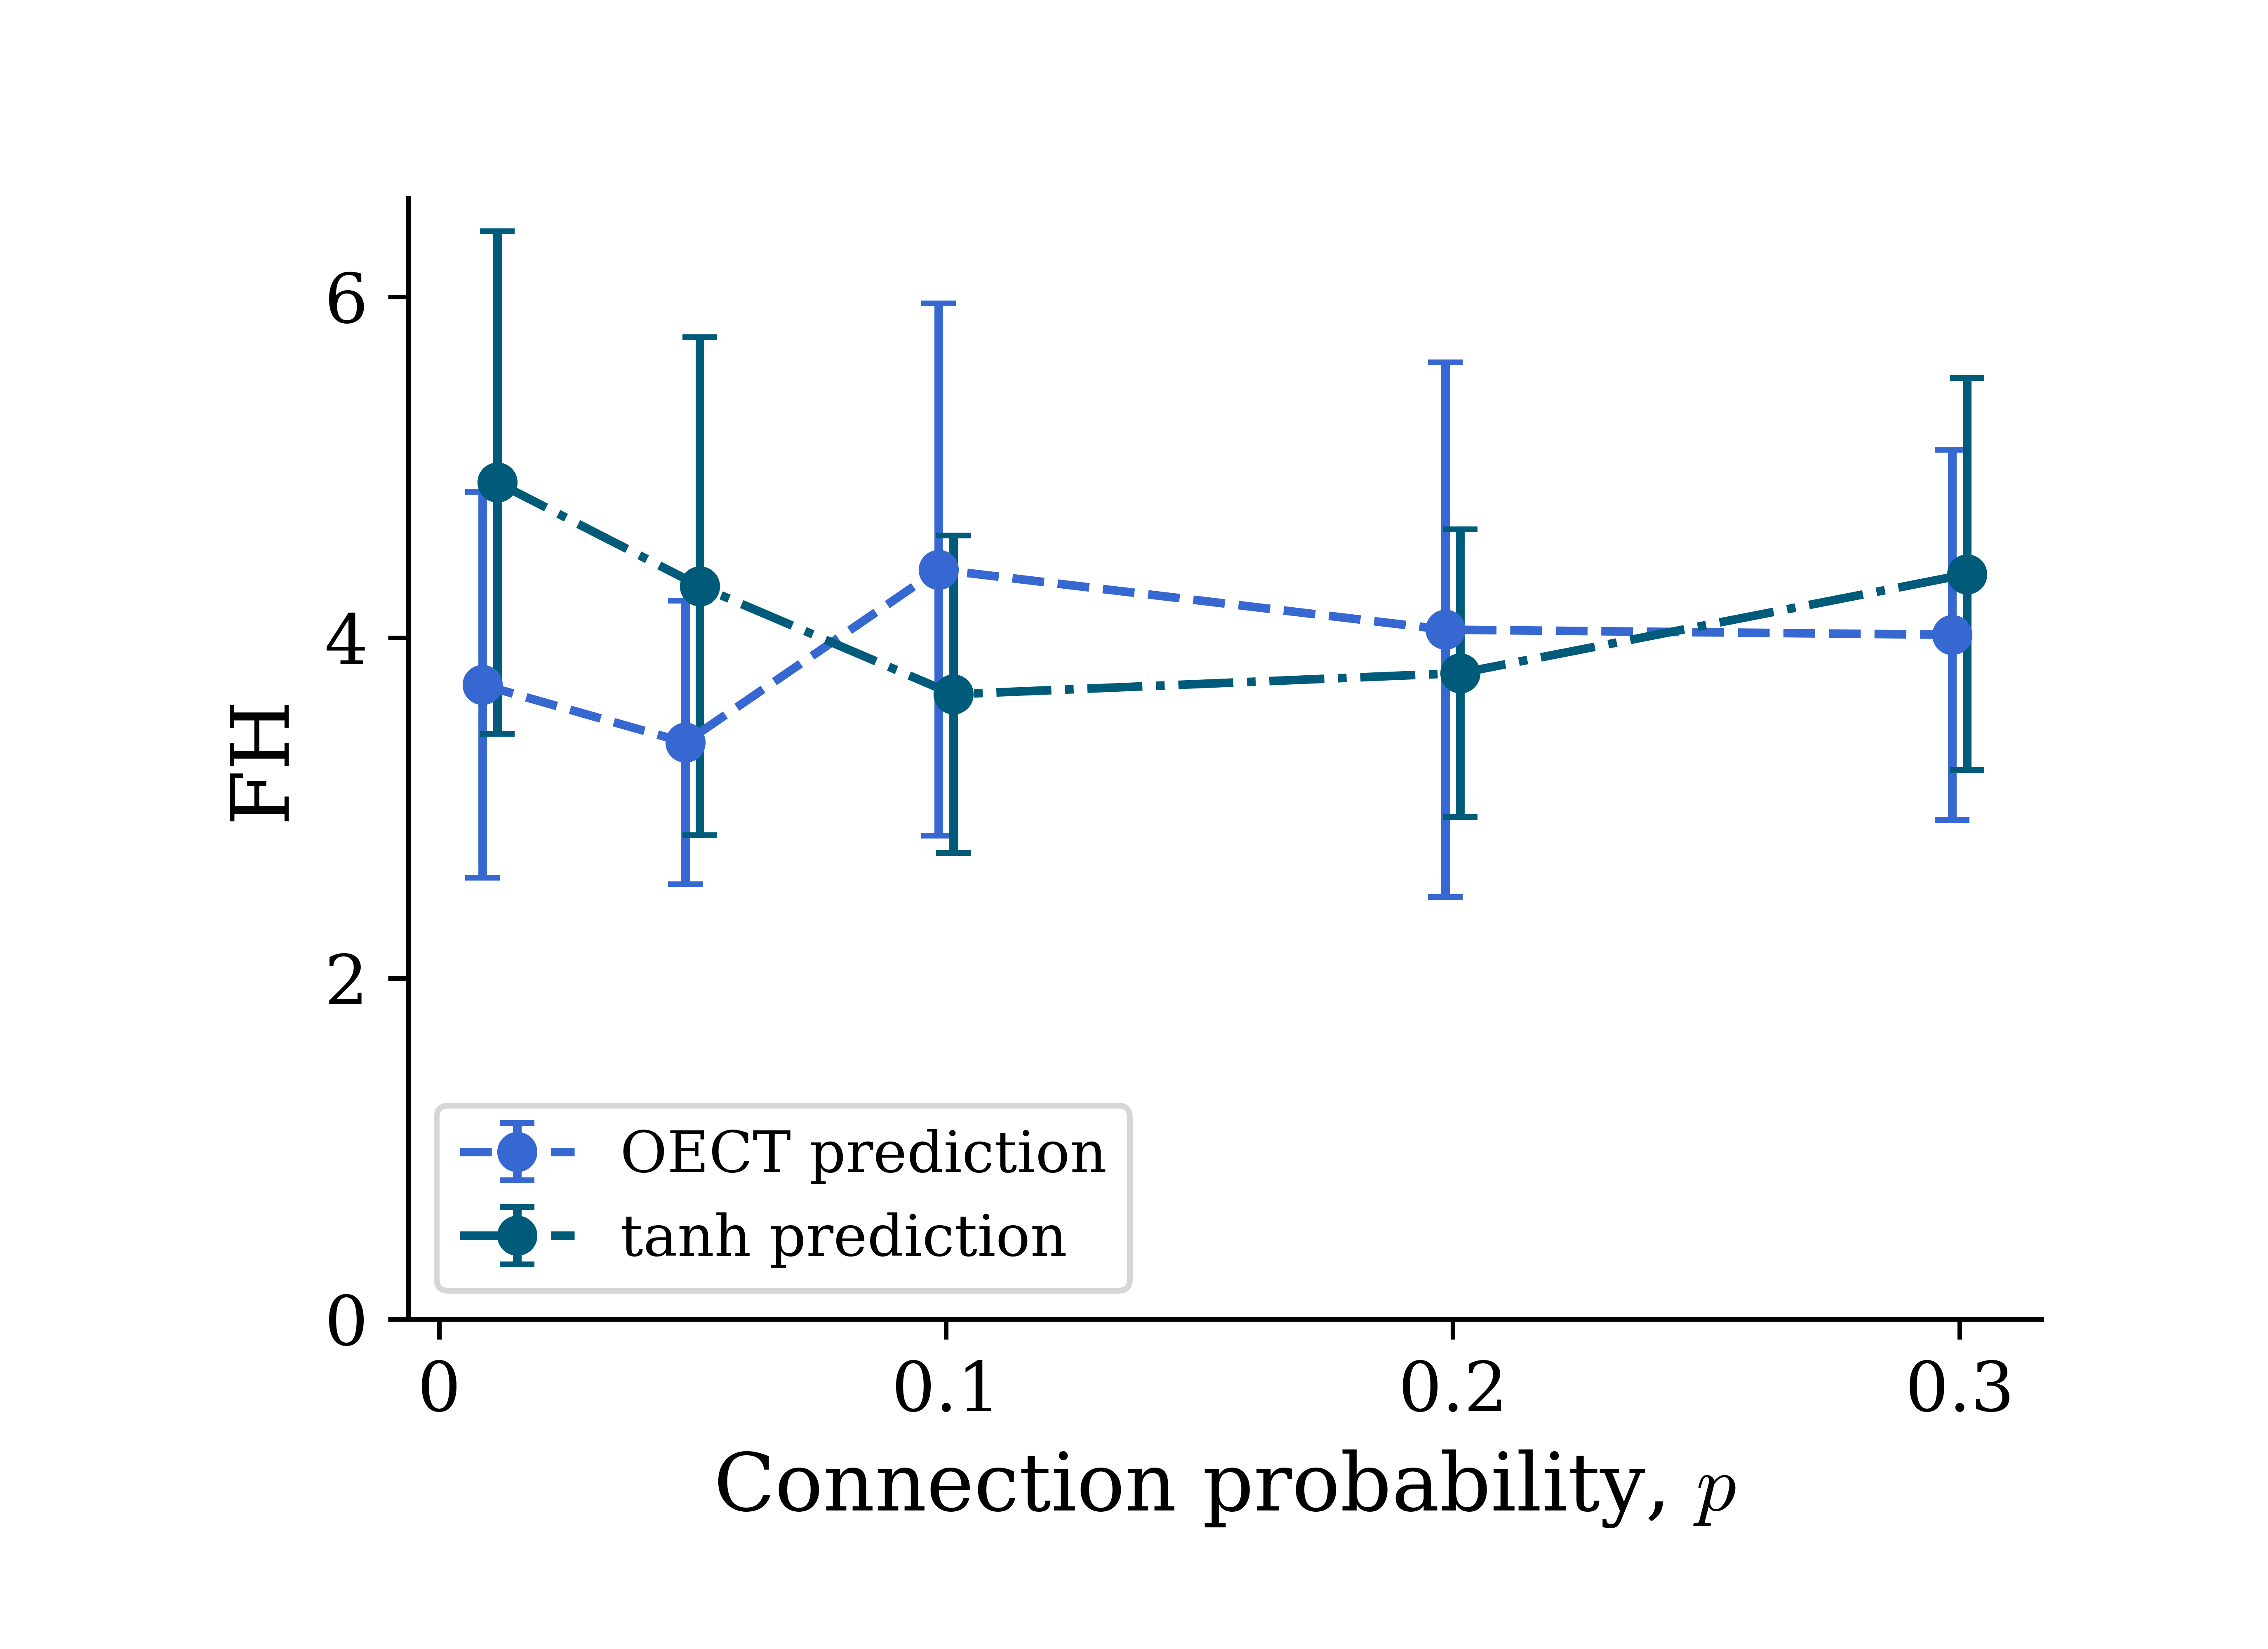 6
4
2
0
FH
OECT prediction
tanh prediction
0 0.1 0.2 0.3
Connection probability, p